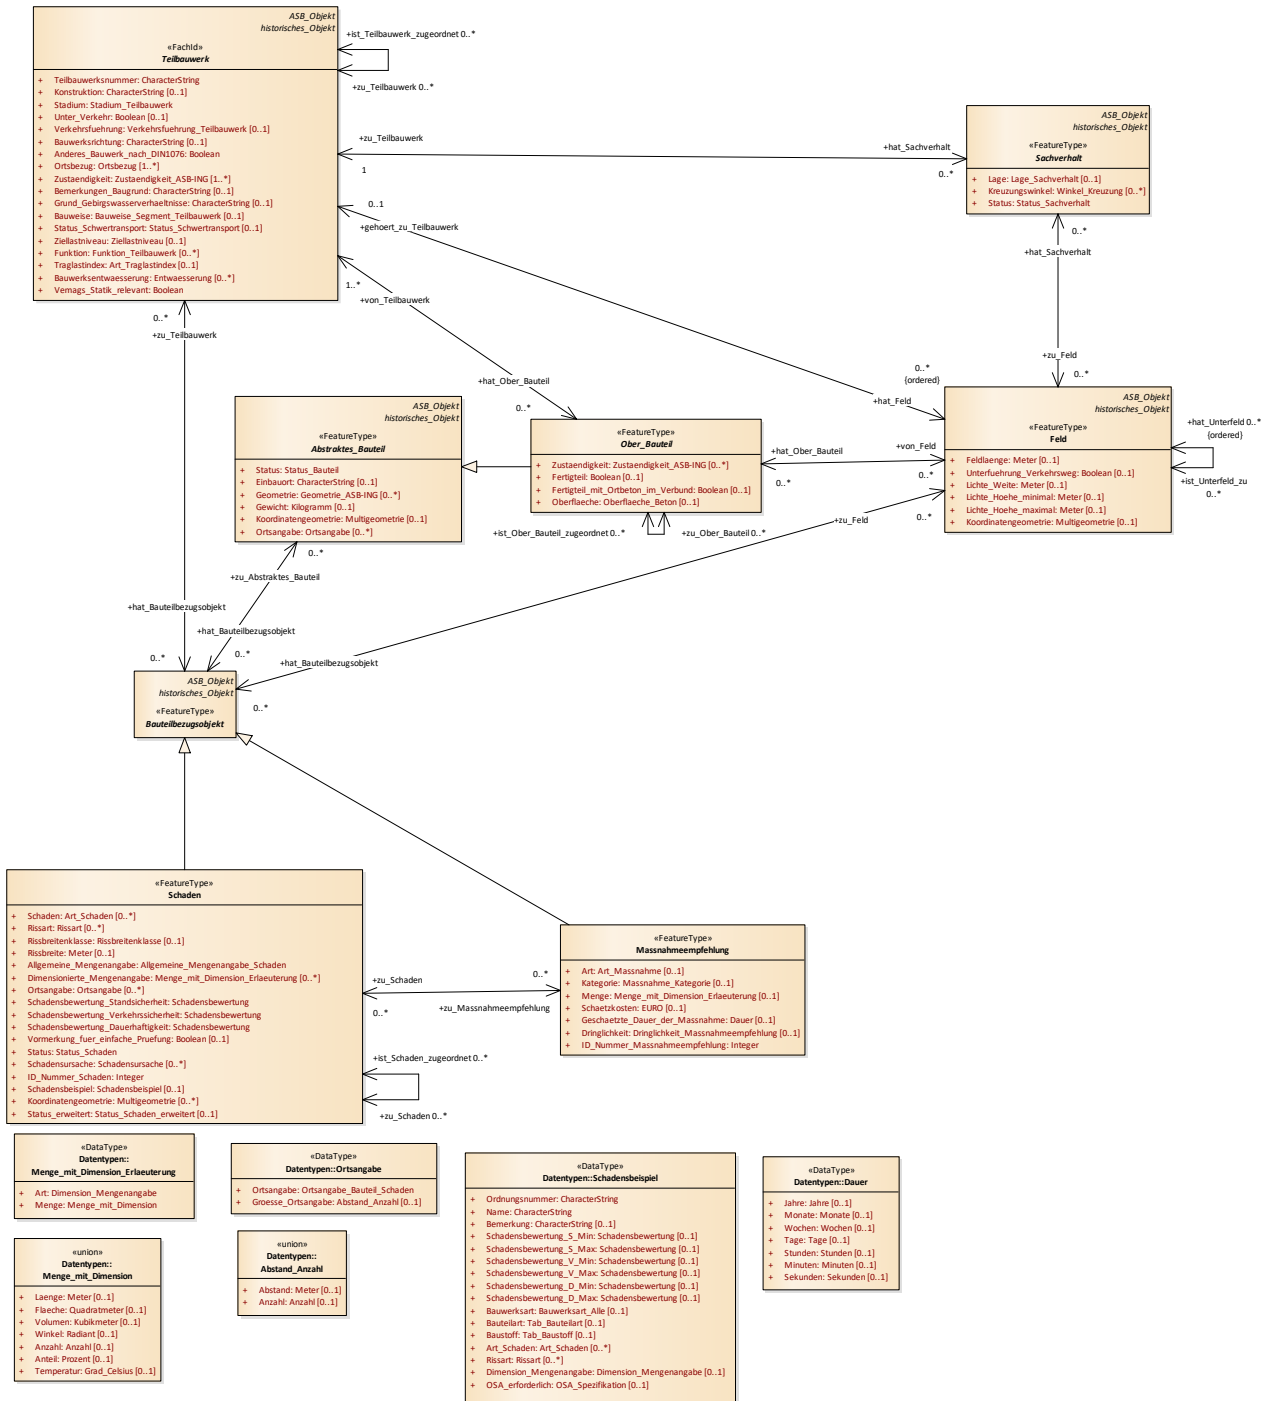 ASB_Objekt
historisches_Objekt
«FachId»
Teilbauwerk
+ Teilbauwerksnummer: CharacterString
+ Konstruktion: CharacterString [0..1]
+ Stadium: Stadium_Teilbauwerk
+ Unter_Verkehr: Boolean [0..1]
+ Verkehrsfuehrung: Verkehrsfuehrung_Teilbauwerk [0..1]
+ Bauwerksrichtung: CharacterString [0..1]
+ Anderes_Bauwerk_nach_DIN1076: Boolean
+ Ortsbezug: Ortsbezug [1..*]
+ Zustaendigkeit: Zustaendigkeit_ASB-ING [1..*]
+ Bemerkungen_Baugrund: CharacterString [0..1]
+ Grund_Gebirgswasserverhaeltnisse: CharacterString [0..1]
+ Bauweise: Bauweise_Segment_Teilbauwerk [0..1]
+ Status_Schwertransport: Status_Schwertransport [0..1]
+ Ziellastniveau: Ziellastniveau [0..1]
+ Funktion: Funktion_Teilbauwerk [0..*]
+ Traglastindex: Art_Traglastindex [0..1]
+ Bauwerksentwaesserung: Entwaesserung [0..*]
+ Vemags_Statik_relevant: Boolean
+ist_Teilbauwerk_zugeordnet 0..*
+zu_Teilbauwerk 0..*
+zu_Teilbauwerk
1
+hat_Sachverhalt
0..*
ASB_Objekt
historisches_Objekt
«FeatureType»
Sachverhalt
+ Lage: Lage_Sachverhalt [0..1]
+ Kreuzungswinkel: Winkel_Kreuzung [0..*]
+ Status: Status_Sachverhalt
0..1
+gehoert_zu_Teilbauwerk
0..*
+hat_Sachverhalt
1..*
+von_Teilbauwerk
0..*
+zu_Teilbauwerk
+zu_Feld
0..*
0..*
{ordered}
+hat_Feld
+hat_Ober_Bauteil
0..*
ASB_Objekt
historisches_Objekt
«FeatureType»
Abstraktes_Bauteil
+ Status: Status_Bauteil
+ Einbauort: CharacterString [0..1]
+ Geometrie: Geometrie_ASB-ING [0..*]
+ Gewicht: Kilogramm [0..1]
+ Koordinatengeometrie: Multigeometrie [0..1]
+ Ortsangabe: Ortsangabe [0..*]
«FeatureType»
Ober_Bauteil
+ Zustaendigkeit: Zustaendigkeit_ASB-ING [0..*]
+ Fertigteil: Boolean [0..1]
+ Fertigteil_mit_Ortbeton_im_Verbund: Boolean [0..1]
+ Oberflaeche: Oberflaeche_Beton [0..1]
+ist_Ober_Bauteil_zugeordnet 0..*
+zu_Ober_Bauteil 0..*
+hat_Ober_Bauteil
0..*
+von_Feld
0..*
ASB_Objekt
historisches_Objekt
«FeatureType»
Feld
+ Feldlaenge: Meter [0..1]
+ Unterfuehrung_Verkehrsweg: Boolean [0..1]
+ Lichte_Weite: Meter [0..1]
+ Lichte_Hoehe_minimal: Meter [0..1]
+ Lichte_Hoehe_maximal: Meter [0..1]
+ Koordinatengeometrie: Multigeometrie [0..1]
+hat_Unterfeld 0..*
{ordered}
+ist_Unterfeld_zu
0..*
0..*
+zu_Feld
0..*
+zu_Abstraktes_Bauteil
+hat_Bauteilbezugsobjekt
0..*
+hat_Bauteilbezugsobjekt
0..*
+hat_Bauteilbezugsobjekt
0..*
ASB_Objekt
historisches_Objekt
«FeatureType»
Bauteilbezugsobjekt
«FeatureType»
Schaden
+ Schaden: Art_Schaden [0..*]
+ Rissart: Rissart [0..*]
+ Rissbreitenklasse: Rissbreitenklasse [0..1]
+ Rissbreite: Meter [0..1]
+ Allgemeine_Mengenangabe: Allgemeine_Mengenangabe_Schaden
+ Dimensionierte_Mengenangabe: Menge_mit_Dimension_Erlaeuterung [0..*]
+ Ortsangabe: Ortsangabe [0..*]
+ Schadensbewertung_Standsicherheit: Schadensbewertung
+ Schadensbewertung_Verkehrssicherheit: Schadensbewertung
+ Schadensbewertung_Dauerhaftigkeit: Schadensbewertung
+ Vormerkung_fuer_einfache_Pruefung: Boolean [0..1]
+ Status: Status_Schaden
+ Schadensursache: Schadensursache [0..*]
+ ID_Nummer_Schaden: Integer
+ Schadensbeispiel: Schadensbeispiel [0..1]
+ Koordinatengeometrie: Multigeometrie [0..*]
+ Status_erweitert: Status_Schaden_erweitert [0..1]
+zu_Schaden
0..*
0..*
+zu_Massnahmeempfehlung
+ist_Schaden_zugeordnet 0..*
+zu_Schaden 0..*
«FeatureType»
Massnahmeempfehlung
+ Art: Art_Massnahme [0..1]
+ Kategorie: Massnahme_Kategorie [0..1]
+ Menge: Menge_mit_Dimension_Erlaeuterung [0..1]
+ Schaetzkosten: EURO [0..1]
+ Geschaetzte_Dauer_der_Massnahme: Dauer [0..1]
+ Dringlichkeit: Dringlichkeit_Massnahmeempfehlung [0..1]
+ ID_Nummer_Massnahmeempfehlung: Integer
«DataType»
Datentypen::
Menge_mit_Dimension_Erlaeuterung
+ Art: Dimension_Mengenangabe
+ Menge: Menge_mit_Dimension
«union»
Datentypen::
Menge_mit_Dimension
+ Laenge: Meter [0..1]
+ Flaeche: Quadratmeter [0..1]
+ Volumen: Kubikmeter [0..1]
+ Winkel: Radiant [0..1]
+ Anzahl: Anzahl [0..1]
+ Anteil: Prozent [0..1]
+ Temperatur: Grad_Celsius [0..1]
«DataType»
Datentypen::Ortsangabe
+ Ortsangabe: Ortsangabe_Bauteil_Schaden
+ Groesse_Ortsangabe: Abstand_Anzahl [0..1]
«union»
Datentypen::
Abstand_Anzahl
+ Abstand: Meter [0..1]
+ Anzahl: Anzahl [0..1]
«DataType»
Datentypen::Schadensbeispiel
+ Ordnungsnummer: CharacterString
+ Name: CharacterString
+ Bemerkung: CharacterString [0..1]
+ Schadensbewertung_S_Min: Schadensbewertung [0..1]
+ Schadensbewertung_S_Max: Schadensbewertung [0..1]
+ Schadensbewertung_V_Min: Schadensbewertung [0..1]
+ Schadensbewertung_V_Max: Schadensbewertung [0..1]
+ Schadensbewertung_D_Min: Schadensbewertung [0..1]
+ Schadensbewertung_D_Max: Schadensbewertung [0..1]
+ Bauwerksart: Bauwerksart_Alle [0..1]
+ Bauteilart: Tab_Bauteilart [0..1]
+ Baustoff: Tab_Baustoff [0..1]
+ Art_Schaden: Art_Schaden [0..*]
+ Rissart: Rissart [0..*]
+ Dimension_Mengenangabe: Dimension_Mengenangabe [0..1]
+ OSA_erforderlich: OSA_Spezifikation [0..1]
«DataType»
Datentypen::Dauer
+ Jahre: Jahre [0..1]
+ Monate: Monate [0..1]
+ Wochen: Wochen [0..1]
+ Tage: Tage [0..1]
+ Stunden: Stunden [0..1]
+ Minuten: Minuten [0..1]
+ Sekunden: Sekunden [0..1]